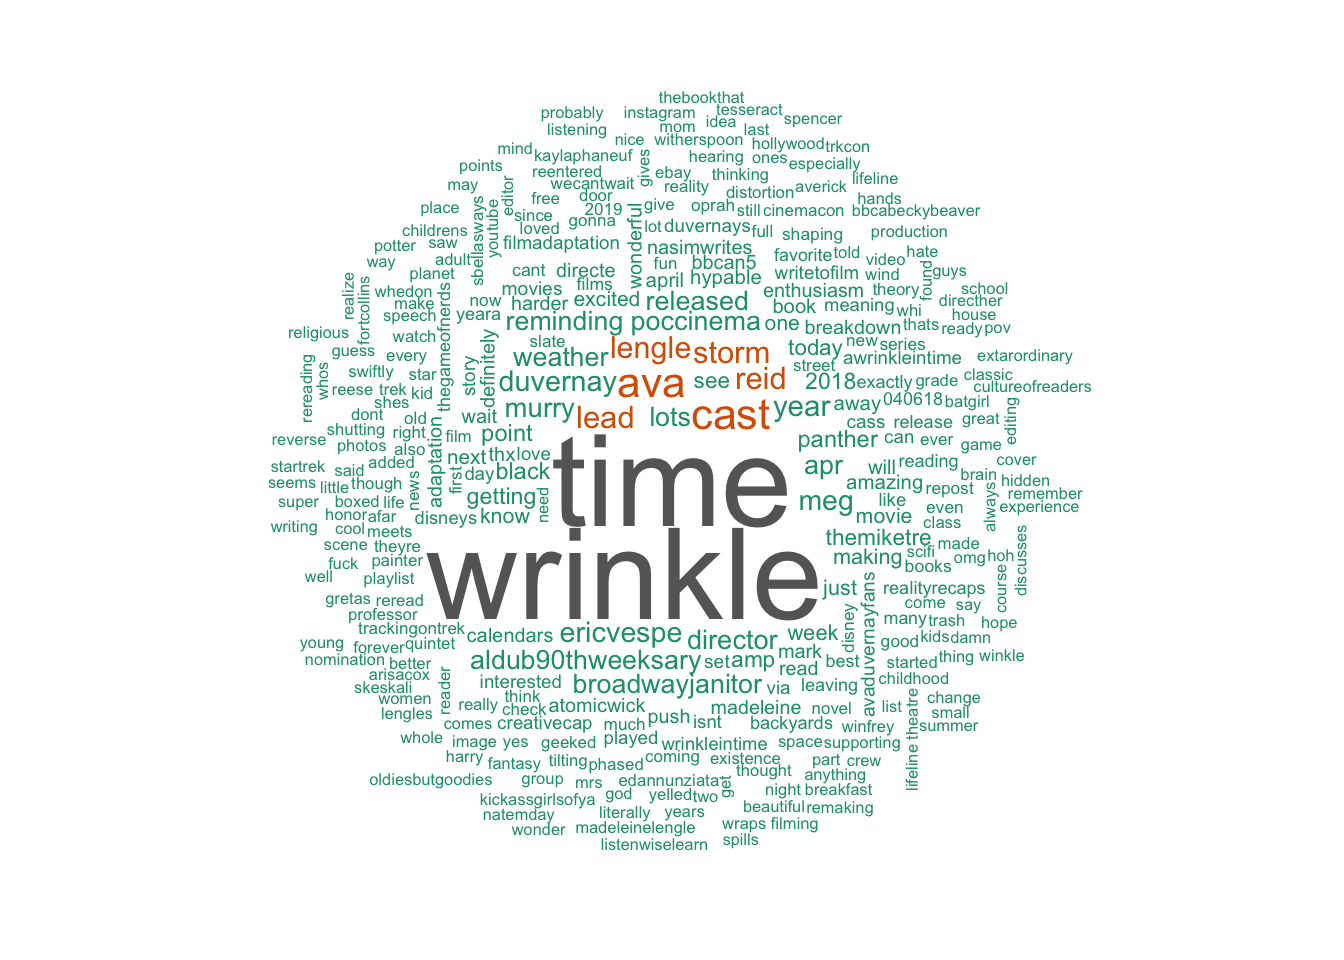 thebookthat
probably instagram tesseract
listening mom idea last spencer
mind nice witherspoon hollywood trkcon
points kaylaphaneuf gives hearing ones especially
may reentered wecantwait ebay reality thinking lifeline
place editor free door distortion averick hands
childrens sbellasways youtube since 2019 give oprah still cinemacon bbcabeckybeaver
potter saw loved gonna wonderful lot duvernays full shaping production
way adult filmadaptation nasimwrites favorite told video hate
realize planet cant directe fun bbcan5 writetofilm wind found guys
fortcollins whedon make now movies films april hypable enthusiasm theory school
speech thegameofnerds yeara harder excited released book meaning whi directher house
religious watch reminding poccinema one breakdown thats ready pov
guess every slate lengle storm today new series
rereading whos swiftly star story definitely weather street awrinkleintime extarordinary
reese trek kid duvernay ava see reid 2018 exactly grade classic cultureofreaders
shes dont old murry lead lots cast year away 040618 batgirl
shutting right wait cass release great editing
reverse photos also film point panther can ever game
startrek said added adaptation next thx love time apr will reading brain cover
seems little though news first day black meg amazing repost always hidden
super boxed life getting need like even remember
writing honor afar disneys know movie class experience
cool meets themiketre
scene theyre wrinkle making scifi made omg hoh discusses
fuck painter books course
well playlist just realityrecaps
gretas reread come say
professor disney avaduvernayfans many trash hope
trackingontrek calendars ericvespe director week good kids damn
young forever quintet mark
nomination better aldub90thweeksary set amp read best started thing winkle
arisacox reader interested broadwayjanitor via leaving childhood
skeskali think
women really check atomicwick madeleine novel list lifeline theatre change
lengles comes creativecap much push isnt backyards winfrey small summer
whole image yes geeked played wrinkleintime space supporting
harry fantasy tilting phased coming existence part crew
oldiesbutgoodies group mrs edannunziata get thought anything
kickassgirlsofya god yelled two night breakfast
natemday literally years beautiful remaking
wonder madeleinelengle wraps filming
listenwiselearn spills